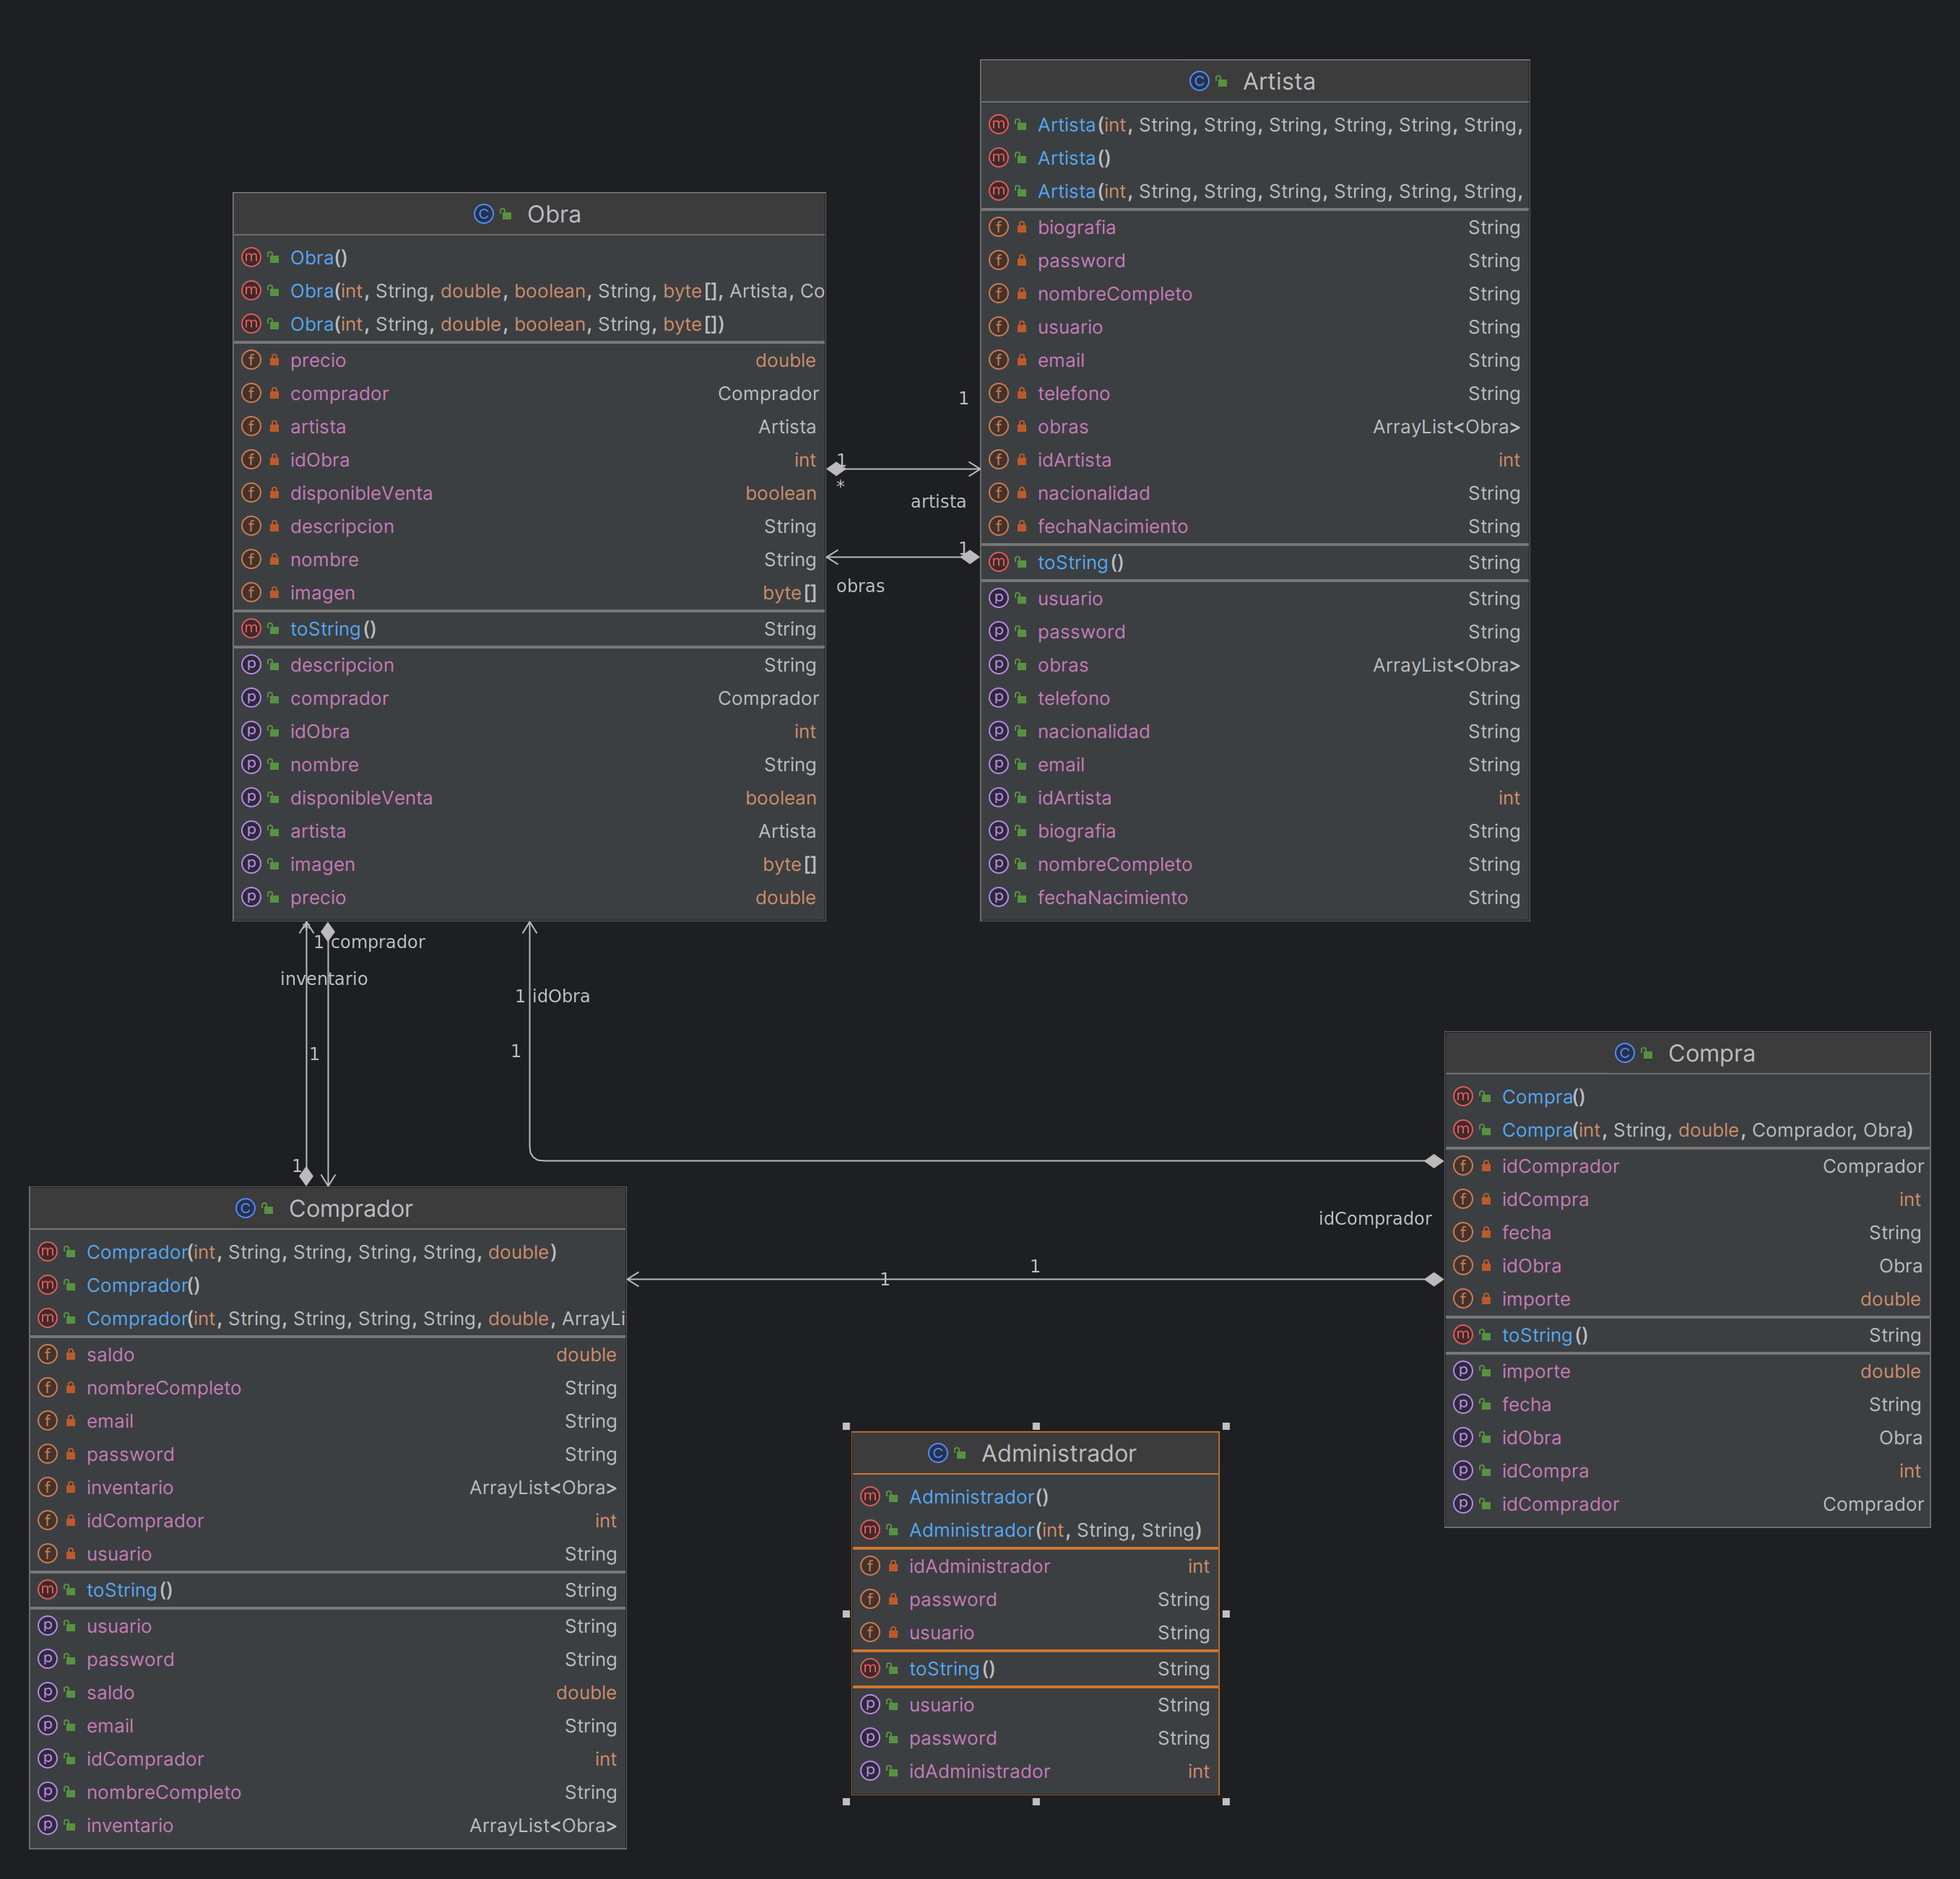 Artista
Artista(int, String, String, String, String, String, String,
Artista()
Artista(int, String, String, String, String, String, String,
biografia String
password String
nombreCompleto String
usuario String
email String
telefono String
obras ArrayList<Obra>
idArtista int
nacionalidad String
fechaNacimiento String
toString() String
usuario String
password String
obras ArrayList<Obra>
telefono String
nacionalidad String
email String
idArtista int
biografia String
nombreCompleto String
fechaNacimiento String
Obra
Obra()
Obra(int, String, double, boolean, String, byte[], Artista, Co
Obra(int, String, double, boolean, String, byte[])
precio double
comprador Comprador
artista Artista
idObra int
disponibleVenta boolean
descripcion String
nombre String
imagen byte[]
toString() String
descripcion String
comprador Comprador
idObra int
nombre String
disponibleVenta boolean
artista Artista
imagen byte[]
precio double
1
1
*
artista
1
obras
1 comprador
inventario
1
1
1 idObra
1
Compra
Compra()
Compra(int, String, double, Comprador, Obra)
idComprador Comprador
idCompra int
fecha String
idObra Obra
importe double
toString() String
importe double
fecha String
idObra Obra
idCompra int
idComprador Comprador
idComprador
1
1
Comprador
Comprador(int, String, String, String, String, double)
Comprador()
Comprador(int, String, String, String, String, double, ArrayLi
saldo double
nombreCompleto String
email String
password String
inventario ArrayList<Obra>
idComprador int
usuario String
toString() String
usuario String
password String
saldo double
email String
idComprador int
nombreCompleto String
inventario ArrayList<Obra>
Administrador
Administrador()
Administrador(int, String, String)
idAdministrador int
password String
usuario String
toString() String
usuario String
password String
idAdministrador int